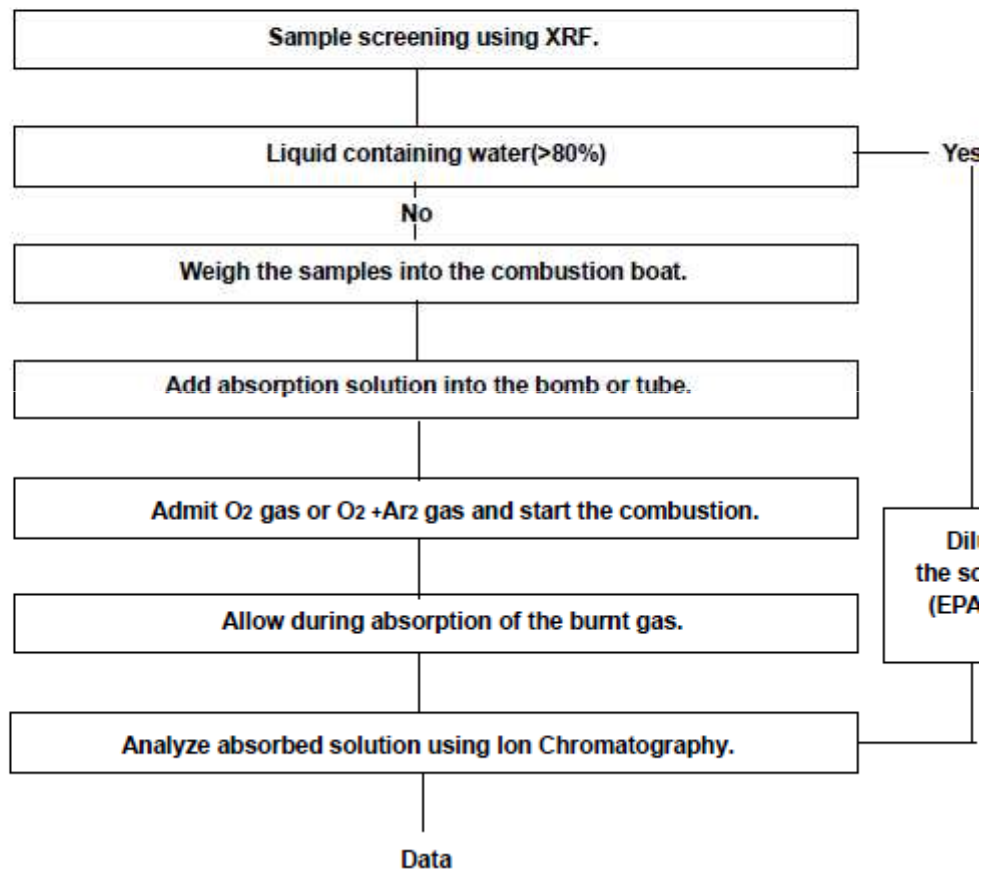 Sample screening using XRF.
Liquid containing water(>80%)
Yes
No
Weigh the samples into the combustion boat.
Add absorption solution into the bomb or tube.
Admit O2 gas or O2 +Ar2 gas and start the combustion.
the
(EPA
Allow during absorption of the burnt gas.
Analyze absorbed solution using Ion Chromatography.
Data